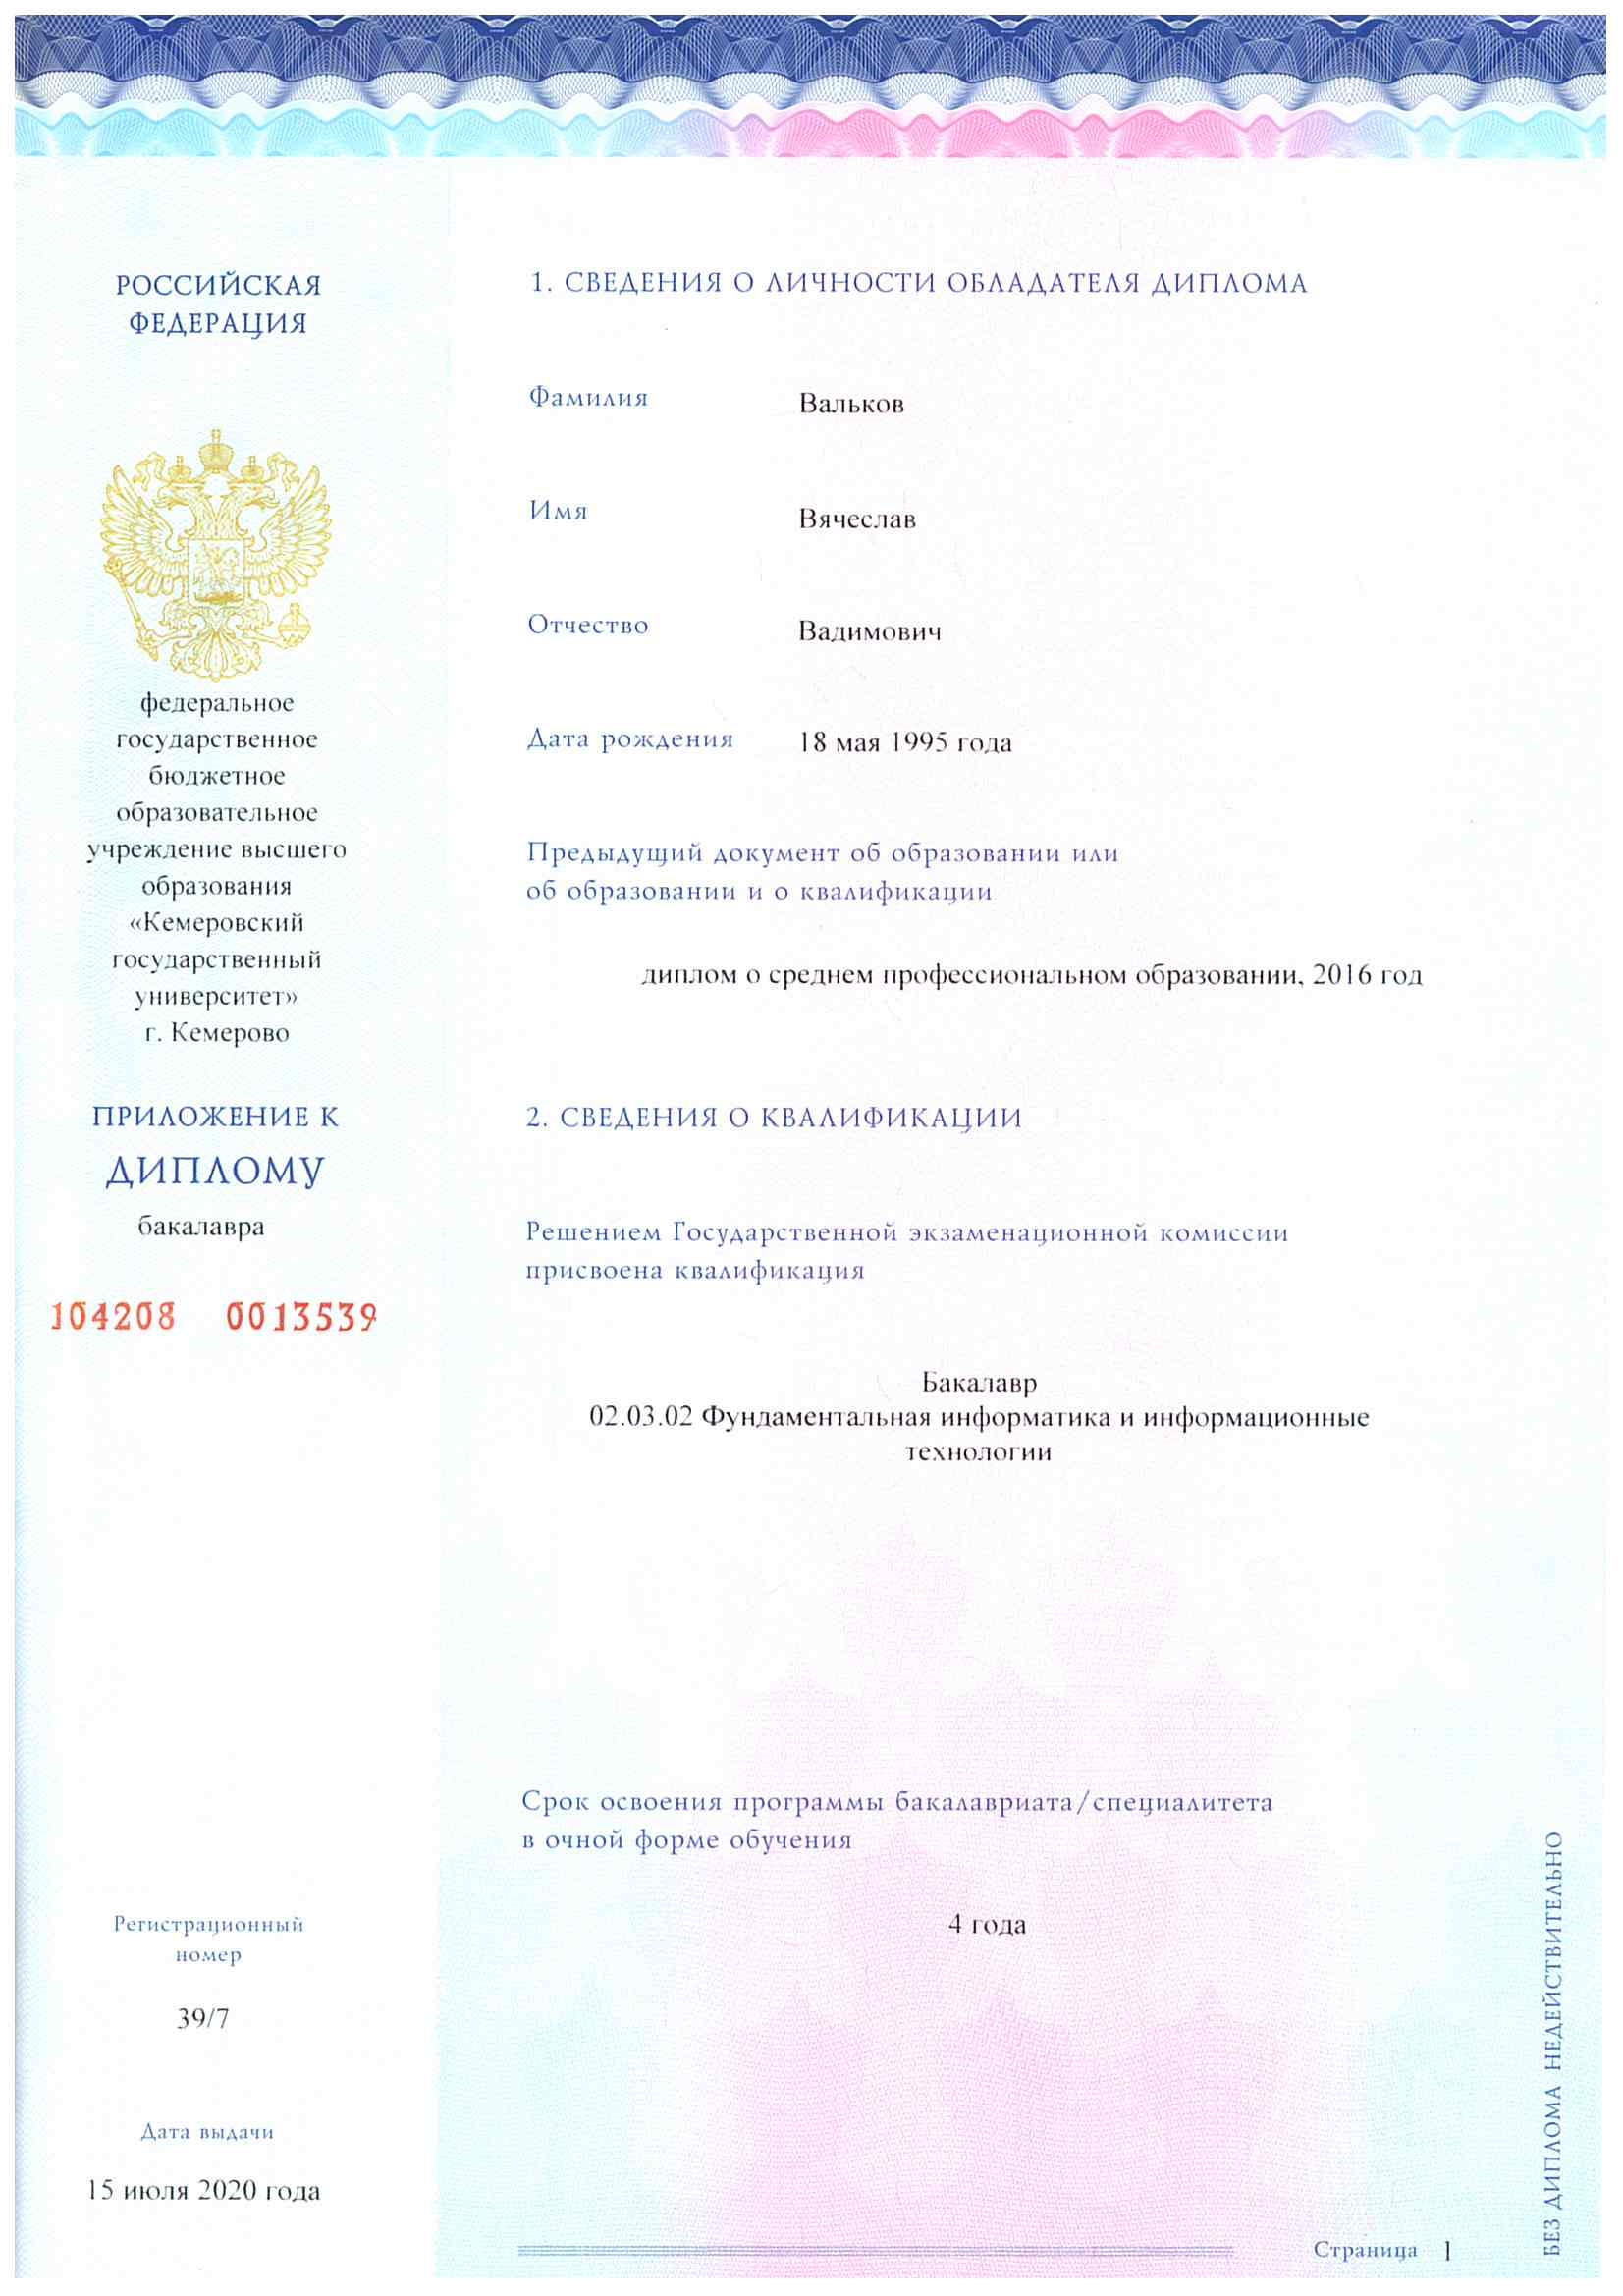 РОССИЙСКАЯ
ФЕДЕРАЦИЯ
федеральное
государственное
бюджетное
образовательное
учреждение высшего
образования
«Кемеровский
государственный
университет»
г. Кемерово
ПРИЛОЖЕНИЕ К
ДИПЛОМУ
бакалавра
104208 0013539
Регистрационный
номер
39/7
Дата выдачи
15 июля 2020 года
1. СВЕДЕНИЯ О ЛИЧНОСТИ ОБЛАДАТЕЛЯ ДИПЛОМА
Фамилия Вальков
Имя Вячеслав
Отчество Вадимович
Дата рождения 18 мая 1995 года
Предыдущий документ об образовании или
об образовании и о квалификации
диплом о среднем профессиональном образовании, 2016 год
2. СВЕДЕНИЯ О КВАЛИФИКАЦИИ
Решением Государственной экзаменационной комиссии
присвоена квалификация
Бакалавр
02.03.02 Фундаментальная информатика и информационные
технологии
Срок освоения программы бакалавриата/специалитета
в очной форме обучения
4 года
Страница 1
БЕЗ ДИПЛОМА НЕДЕЙСТВИТЕЛЬНО